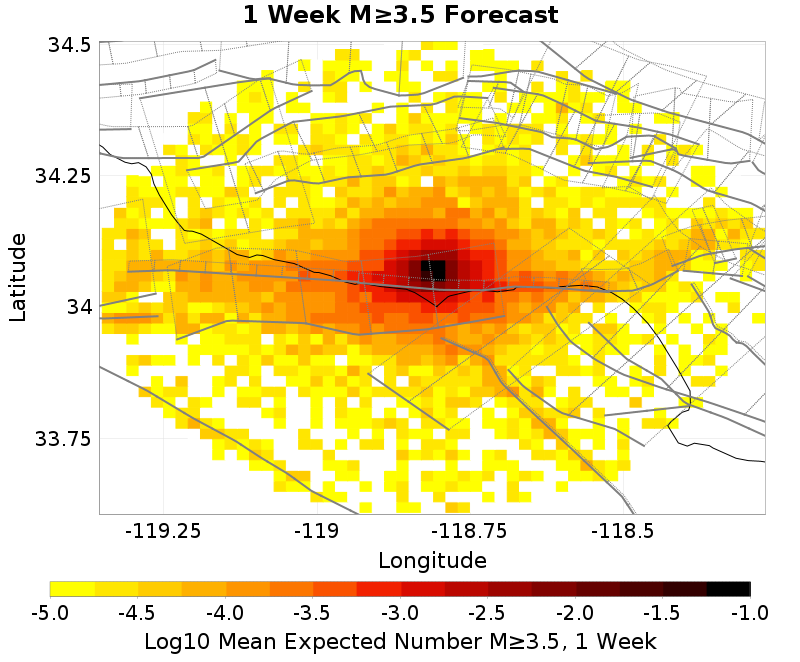 1 Week M≥3.5 Forecast
34.5
34.25
34
33.75
Latitude
-119.25 -119 -118.75 -118.5
Longitude
-5.0 -4.5 -4.0 -3.5 -3.0 -2.5 -2.0 -1.5 -1.0
Log10 Mean Expected Number M≥3.5, 1 Week